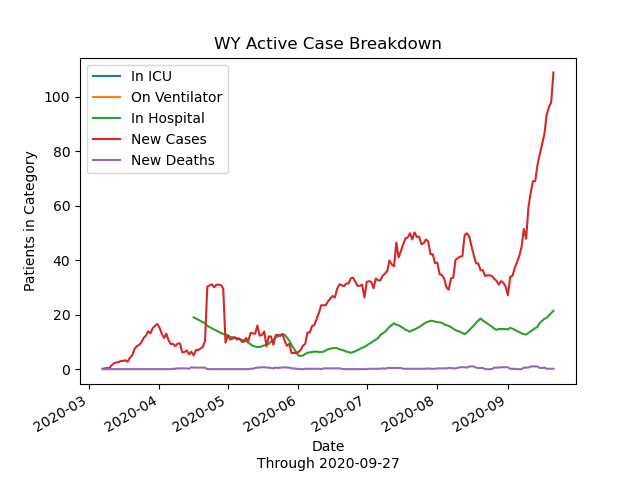 WY Active Case Breakdown
In ICU
On Ventilator
In Hospital
New Cases
New Deaths
Patients in Category
100
80
60
40
20
0
2020-03
2020-04
2020-05
2020-06
2020-07
2020-08
2020-09
Date
Through 2020-09-27